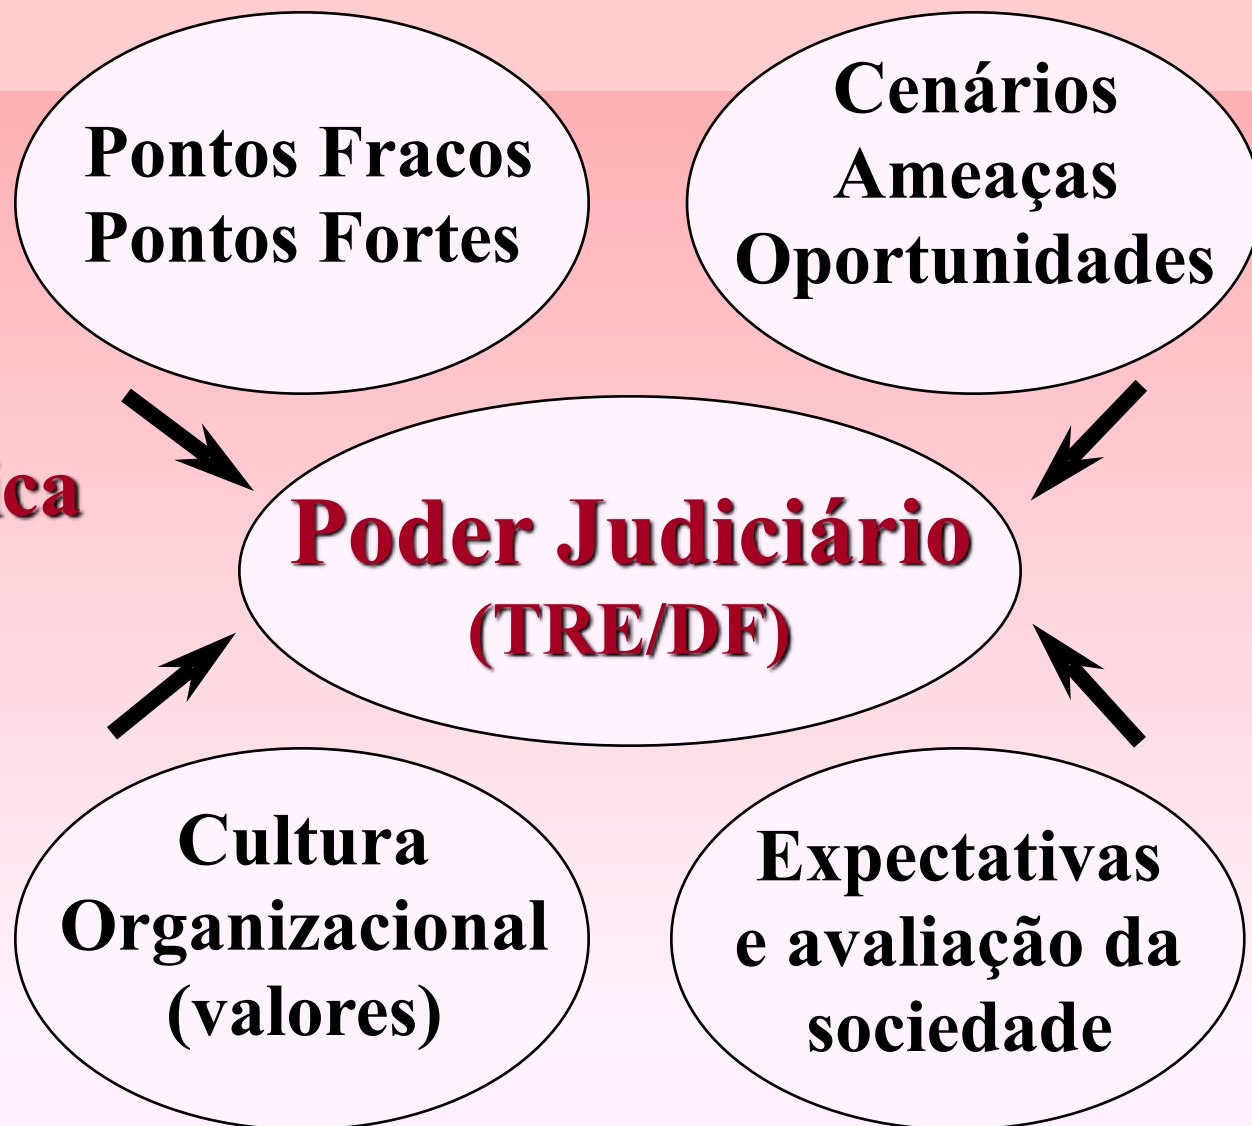 Pontos Fracos
Pontos Fortes
Cenários
Ameaças
Oportunidades
Poder Judiciário
(TRE/DF)
Cultura
Organizacional
(valores)
Expectativas
e avaliação da
sociedade